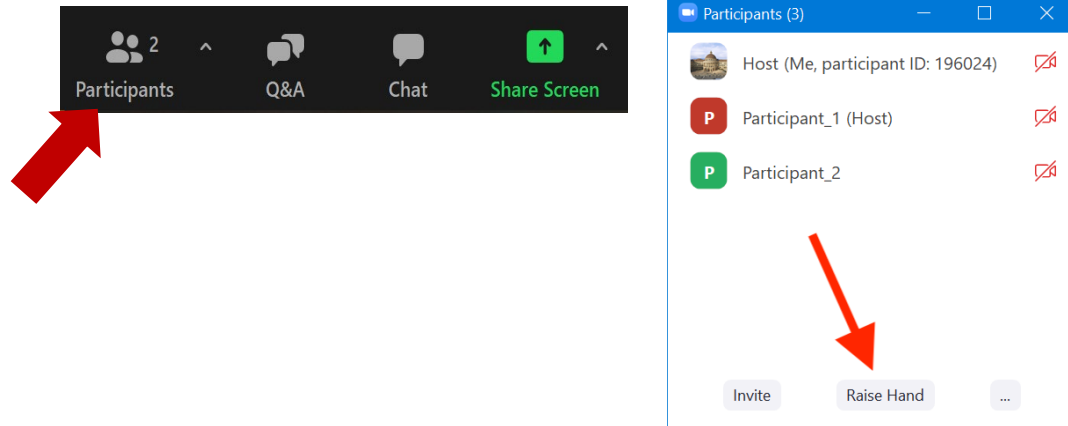 2
Participants
Q&A
Chat
Share Screen
Participants (3)
Host (Me, participant ID: 196024)
P
Participant_1 (Host)
P
Participant_2
Invite
Raise Hand
...